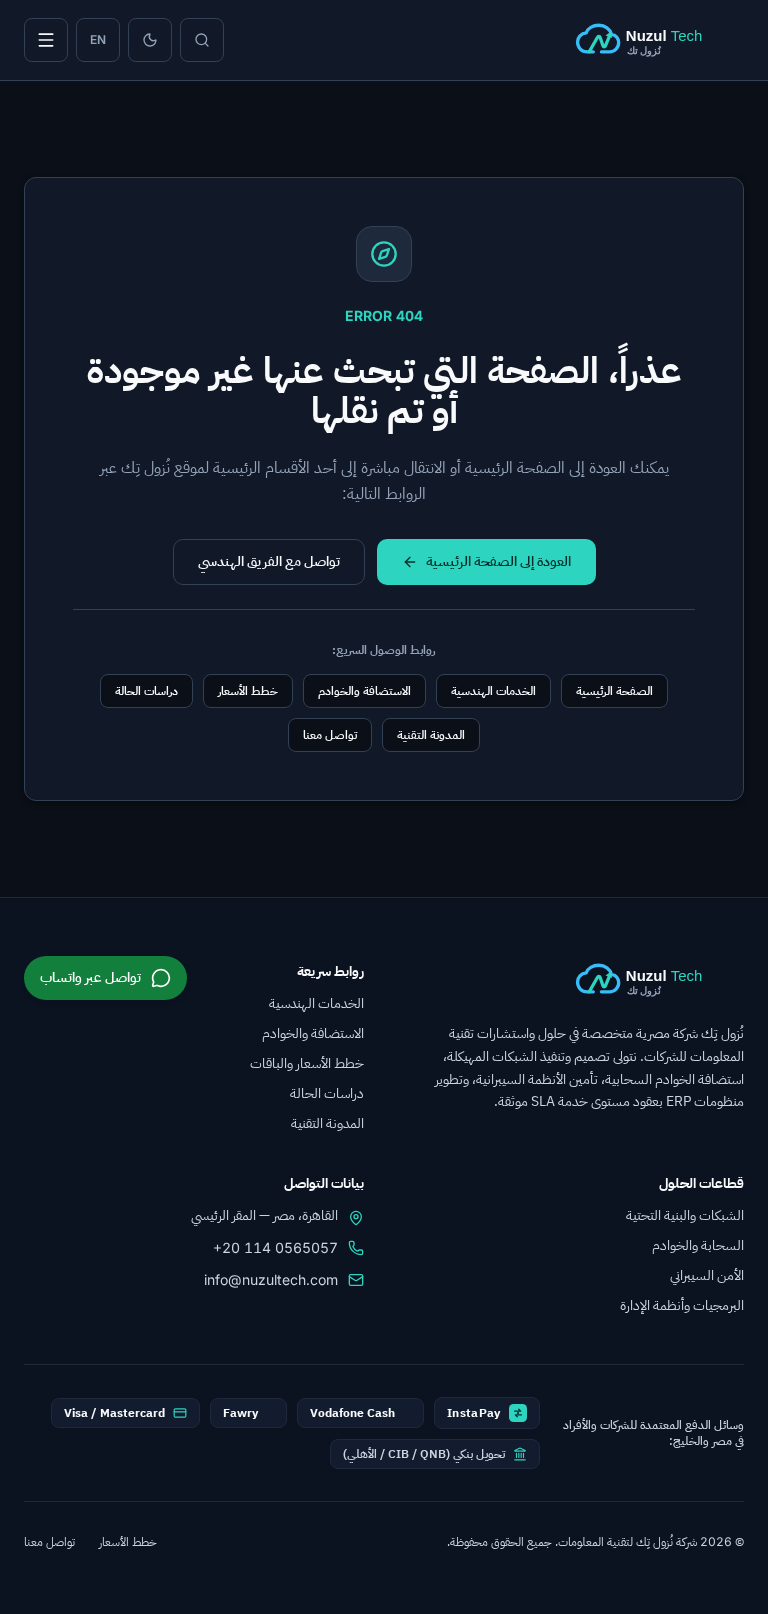 Nuzul Tech
نُزول تك
EN
ERROR 404
عذراً، الصفحة التي تبحث عنها غير موجودة
أو تم نقلها
يمكنك العودة إلى الصفحة الرئيسية أو الانتقال مباشرة إلى أحد الأقسام الرئيسية لموقع نُزول تِك عبر
الروابط التالية:
العودة إلى الصفحة الرئيسية
تواصل مع الفريق الهندسي
روابط الوصول السريع:
الصفحة الرئيسية
الخدمات الهندسية
الاستضافة والخوادم
خطط الأسعار
دراسات الحالة
المدونة التقنية
تواصل معنا
Nuzul Tech
نُزول تك
نُزول تِك شركة مصرية متخصصة في حلول واستشارات تقنية
المعلومات للشركات. نتولى تصميم وتنفيذ الشبكات المهيكلة،
استضافة الخوادم السحابية، تأمين الأنظمة السيبرانية، وتطوير
منظومات ERP بعقود مستوى خدمة SLA موثقة.
روابط سريعة
الخدمات الهندسية
الاستضافة والخوادم
خطط الأسعار والباقات
دراسات الحالة
المدونة التقنية
تواصل عبر واتساب
قطاعات الحلول
الشبكات والبنية التحتية
السحابة والخوادم
الأمن السيبراني
البرمجيات وأنظمة الإدارة
بيانات التواصل
القاهرة، مصر — المقر الرئيسي
+20 114 0565057
info@nuzultech.com
وسائل الدفع المعتمدة للشركات والأفراد
في مصر والخليج:
InstaPay
Vodafone Cash
Fawry
Visa / Mastercard
تحويل بنكي (CIB / QNB / الأهلي)
© 2026 شركة نُزول تِك لتقنية المعلومات. جميع الحقوق محفوظة.
خطط الأسعار
تواصل معنا